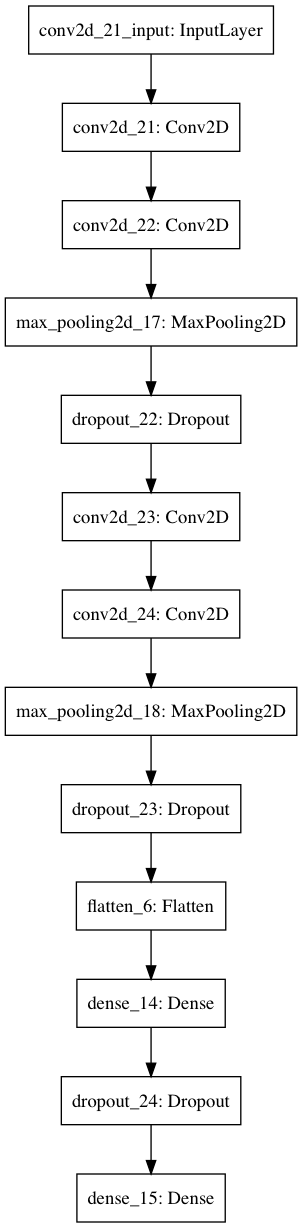 conv2d_21_input: InputLayer
conv2d_21: Conv2D
conv2d_22: Conv2D
max_pooling2d_17: MaxPooling2D
dropout_22: Dropout
conv2d_23: Conv2D
conv2d_24: Conv2D
max_pooling2d_18: MaxPooling2D
dropout_23: Dropout
flatten_6: Flatten
dense_14: Dense
dropout_24: Dropout
dense_15: Dense